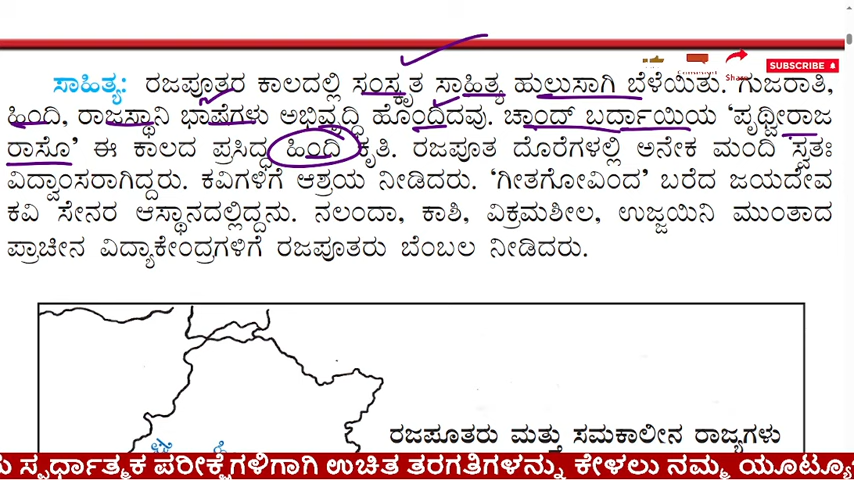 Share
SUBSCRIBE
ಸಾಹಿತ್ಯ: ರಜಪೂತರ ಕಾಲದಲ್ಲಿ ಸಂಸ್ಕೃತ ಸಾಹಿತ್ಯ ಹುಲುಸಾಗಿ ಬೆಳೆಯಿತು. ಗುಜರಾತಿ,
ಹಿಂದಿ, ರಾಜಸ್ಥಾನಿ ಭಾಷೆಗಳು ಅಭಿವೃದ್ಧಿ ಹೊಂದಿದವು. ಚಾಂದ್ ಬರ್ದಾಯಿಯ 'ಪೃಥ್ವೀರಾಜ
ರಾಸೊ' ಈ ಕಾಲದ ಪ್ರಸಿದ್ಧ ಹಿಂದಿ ಕೃತಿ. ರಜಪೂತ ದೊರೆಗಳಲ್ಲಿ ಅನೇಕ ಮಂದಿ ಸ್ವತಃ
ವಿದ್ವಾಂಸರಾಗಿದ್ದರು. ಕವಿಗಳಿಗೆ ಆಶ್ರಯ ನೀಡಿದರು. 'ಗೀತಗೋವಿಂದ' ಬರೆದ ಜಯದೇವ
ಕವಿ ಸೇನರ ಆಸ್ಥಾನದಲ್ಲಿದ್ದನು. ನಲಂದಾ, ಕಾಶಿ, ವಿಕ್ರಮಶೀಲ, ಉಜ್ಜಯಿನಿ ಮುಂತಾದ
ಪ್ರಾಚೀನ ವಿದ್ಯಾಕೇಂದ್ರಗಳಿಗೆ ರಜಪೂತರು ಬೆಂಬಲ ನೀಡಿದರು.
ರಜಪೂತರು ಮತ್ತು ಸಮಕಾಲೀನ ರಾಜ್ಯಗಳು
ಸ್ಪರ್ಧಾತ್ಮಕ ಪರೀಕ್ಷೆಗಳಿಗಾಗಿ ಉಚಿತ ತರಗತಿಗಳನ್ನು ಕೇಳಲು ನಮ್ಮ